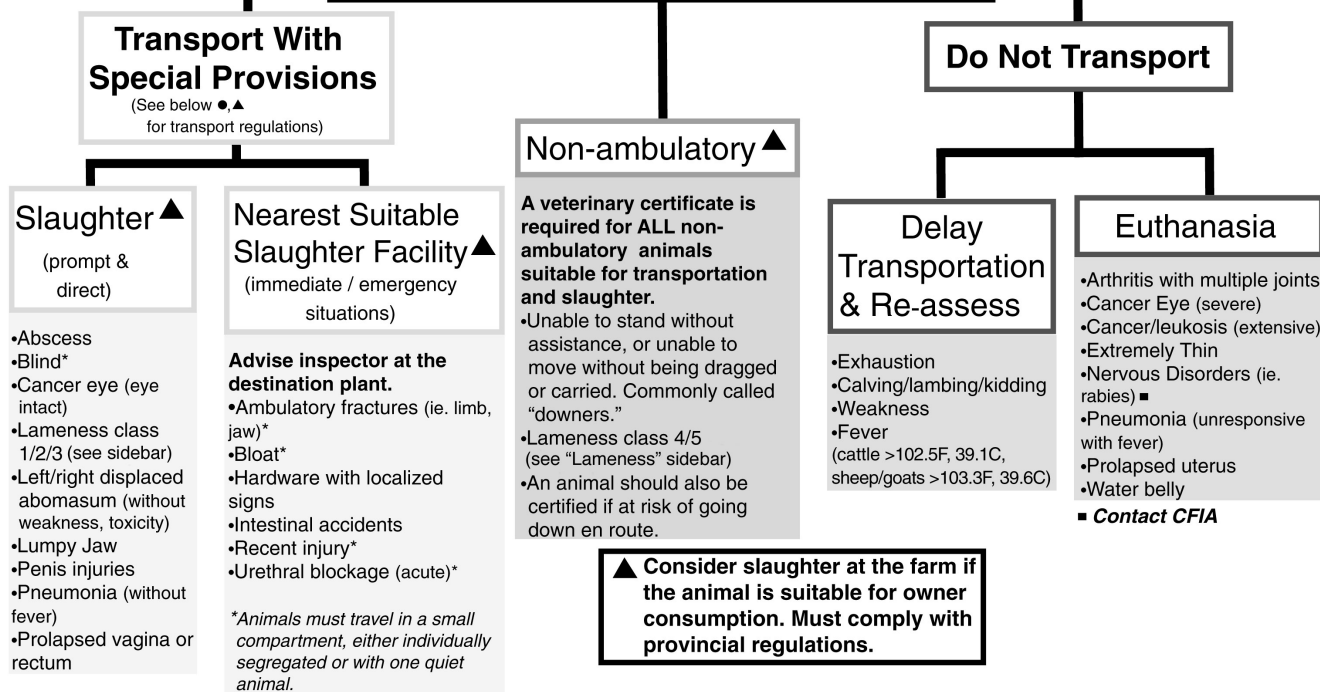 Transport With
Special Provisions
(See below ●,▲
for transport regulations)
Slaughter▲
(prompt &
direct)
•Abscess
•Blind*
•Cancer eye (eye
intact)
•Lameness class
1/2/3 (see sidebar)
•Left/right displaced
abomasum (without
weakness, toxicity)
•Lumpy Jaw
•Penis injuries
•Pneumonia (without
fever)
•Prolapsed vagina or
rectum
Nearest Suitable
Slaughter Facility▲
(immediate / emergency
situations)
Advise inspector at the
destination plant.
•Ambulatory fractures (ie. limb,
jaw)*
•Bloat*
•Hardware with localized
signs
•Intestinal accidents
•Recent injury*
•Urethral blockage (acute)*
*Animals must travel in a small
compartment, either individually
segregated or with one quiet
animal.
Non-ambulatory▲
A veterinary certificate is
required for ALL non-
ambulatory animals
suitable for transportation
and slaughter.
•Unable to stand without
assistance, or unable to
move without being dragged
or carried. Commonly called
“downers.”
•Lameness class 4/5
(see “Lameness” sidebar)
•An animal should also be
certified if at risk of going
down en route.
Do Not Transport
Delay
Transportation
& Re-assess
•Exhaustion
•Calving/lambing/kidding
•Weakness
•Fever
(cattle >102.5F, 39.1C,
sheep/goats >103.3F, 39.6C)
Euthanasia
•Arthritis with multiple joints
•Cancer Eye (severe)
•Cancer/leukosis (extensive)
•Extremely Thin
•Nervous Disorders (ie.
rabies) ■
•Pneumonia (unresponsive
with fever)
•Prolapsed uterus
•Water belly
■ Contact CFIA
▲ Consider slaughter at the farm if
the animal is suitable for owner
consumption. Must comply with
provincial regulations.